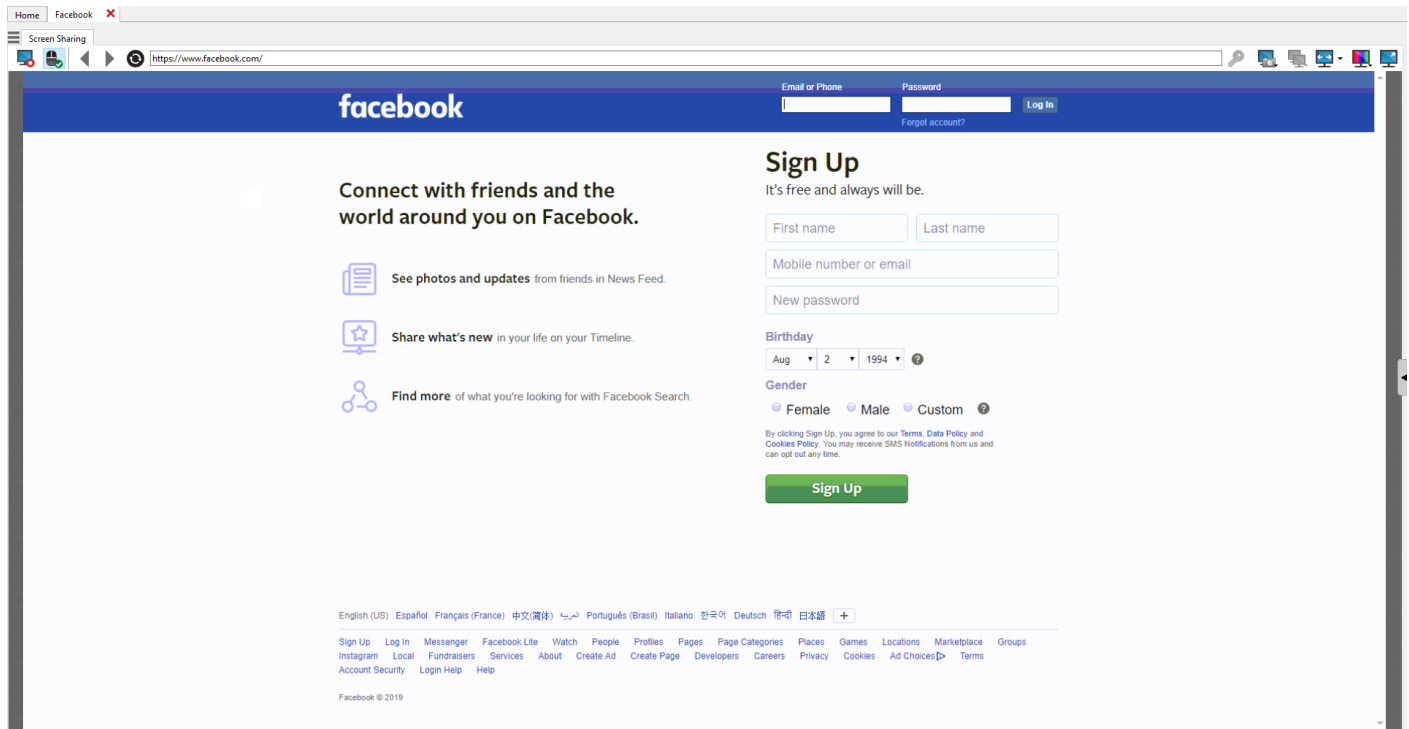 Home Facebook
Screen Sharing
https://www.facebook.com/
Email or Phone Password
facebook
Log In
Forgot account?
Sign Up
It's free and always will be.
Connect with friends and the
world around you on Facebook.
First name Last name
Mobile number or email
New password
See photos and updates from friends in News Feed.
Share what's new in your life on your Timeline.
Find more of what you're looking for with Facebook Search.
Birthday
Aug 2 1994 ?
Gender
Female Male Custom ?
By clicking Sign Up, you agree to our Terms, Data Policy and
Cookies Policy. You may receive SMS Notifications from us and
can opt out any time.
Sign Up
English (US) Español Français (France) 中文(简体) العربية Português (Brasil) Italiano 한국어 Deutsch हिन्दी 日本語 +
Sign Up Log In Messenger Facebook Lite Watch People Profiles Pages Page Categories Places Games Locations Marketplace Groups
Instagram Local Fundraisers Services About Create Ad Create Page Developers Careers Privacy Cookies Ad Choices Terms
Account Security Login Help Help
Facebook © 2019